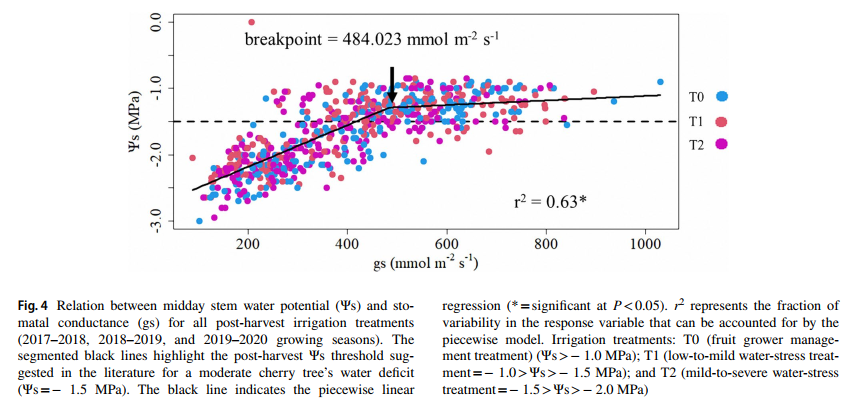 0.0
breakpoint = 484.023 mmol m⁻² s⁻¹
-1.0
Ψs (MPa)
-2.0
-3.0
T0
T1
T2
r² = 0.63*
200 400 600 800 1000
gs (mmol m⁻² s⁻¹)
Fig. 4 Relation between midday stem water potential (Ψs) and sto-
matal conductance (gs) for all post-harvest irrigation treatments
(2017–2018, 2018–2019, and 2019–2020 growing seasons). The
segmented black lines highlight the post-harvest Ψs threshold sug-
gested in the literature for a moderate cherry tree's water deficit
(Ψs = − 1.5 MPa). The black line indicates the piecewise linear
regression (* = significant at P < 0.05). r² represents the fraction of
variability in the response variable that can be accounted for by the
piecewise model. Irrigation treatments: T0 (fruit grower manage-
ment treatment) (Ψs > − 1.0 MPa); T1 (low-to-mild water-stress treat-
ment = − 1.0 > Ψs > − 1.5 MPa); and T2 (mild-to-severe water-stress
treatment = − 1.5 > Ψs > − 2.0 MPa)